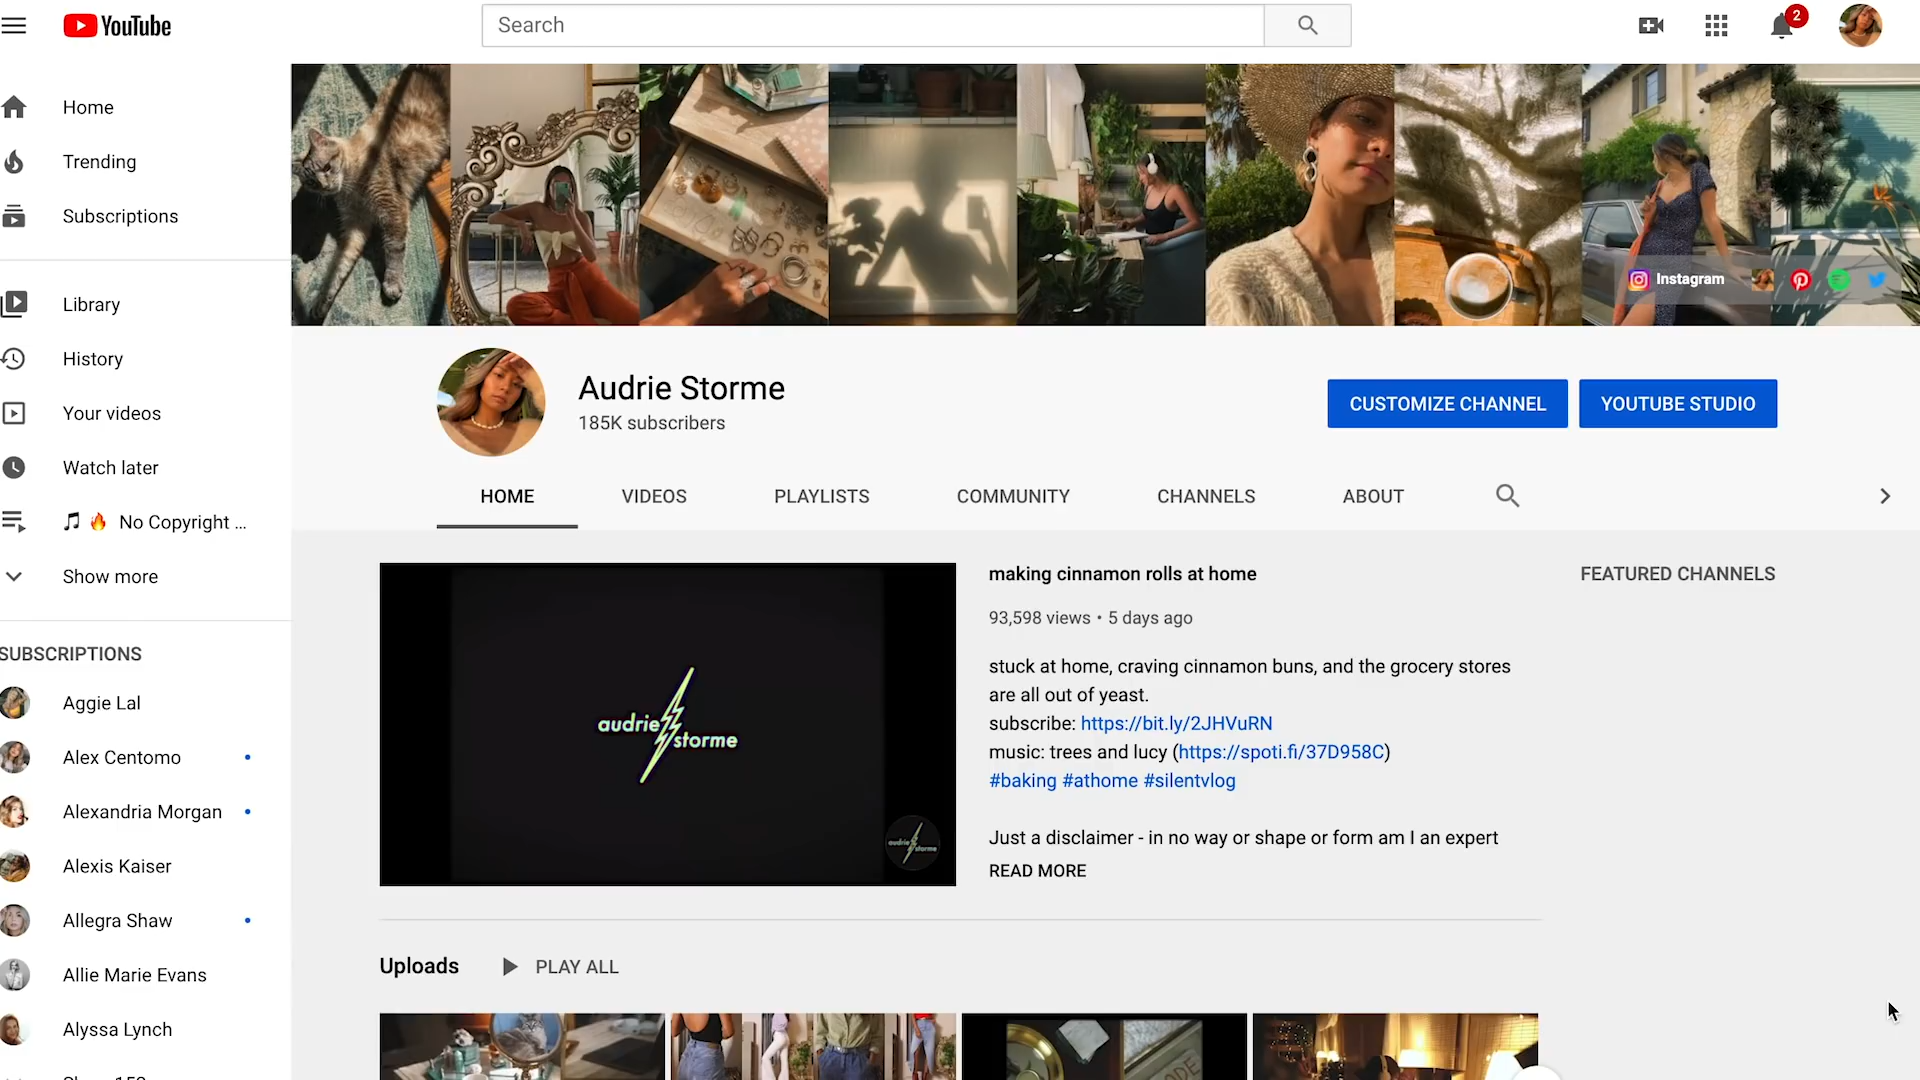 YouTube
Search
2
Home
Trending
Subscriptions
Library
History
Your videos
Watch later
🎵 🔥 No Copyright ...
Show more
SUBSCRIPTIONS
Aggie Lal
Alex Centomo
Alexandria Morgan
Alexis Kaiser
Allegra Shaw
Allie Marie Evans
Alyssa Lynch
Instagram
Audrie Storme
185K subscribers
CUSTOMIZE CHANNEL
YOUTUBE STUDIO
HOME
VIDEOS
PLAYLISTS
COMMUNITY
CHANNELS
ABOUT
audrie
storme
audrie
storme
making cinnamon rolls at home
93,598 views • 5 days ago
stuck at home, craving cinnamon buns, and the grocery stores
are all out of yeast.
subscribe: https://bit.ly/2JHVuRN
music: trees and lucy (https://spoti.fi/37D958C)
#baking #athome #silentvlog
Just a disclaimer - in no way or shape or form am I an expert
READ MORE
FEATURED CHANNELS
Uploads
PLAY ALL